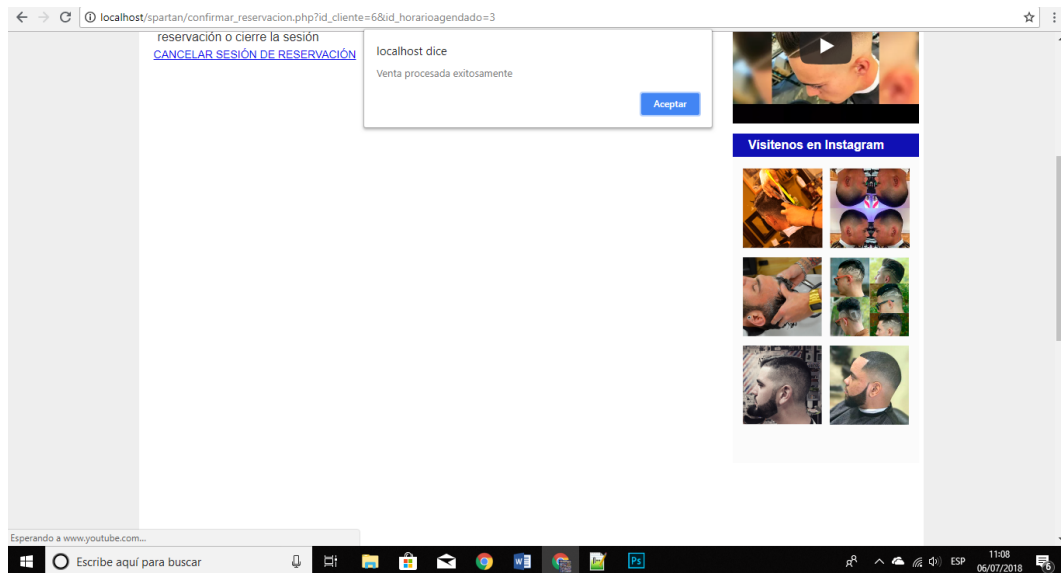 localhost/spartan/confirmar_reservacion.php?id_cliente=6&id_horarioagendado=3
reservación o cierre la sesión
CANCELAR SESIÓN DE RESERVACIÓN
localhost dice
Venta procesada exitosamente
Aceptar
Visitenos en Instagram
Esperando a www.youtube.com...
Escribe aquí para buscar
Ps
ESP
11:08
06/07/2018
6